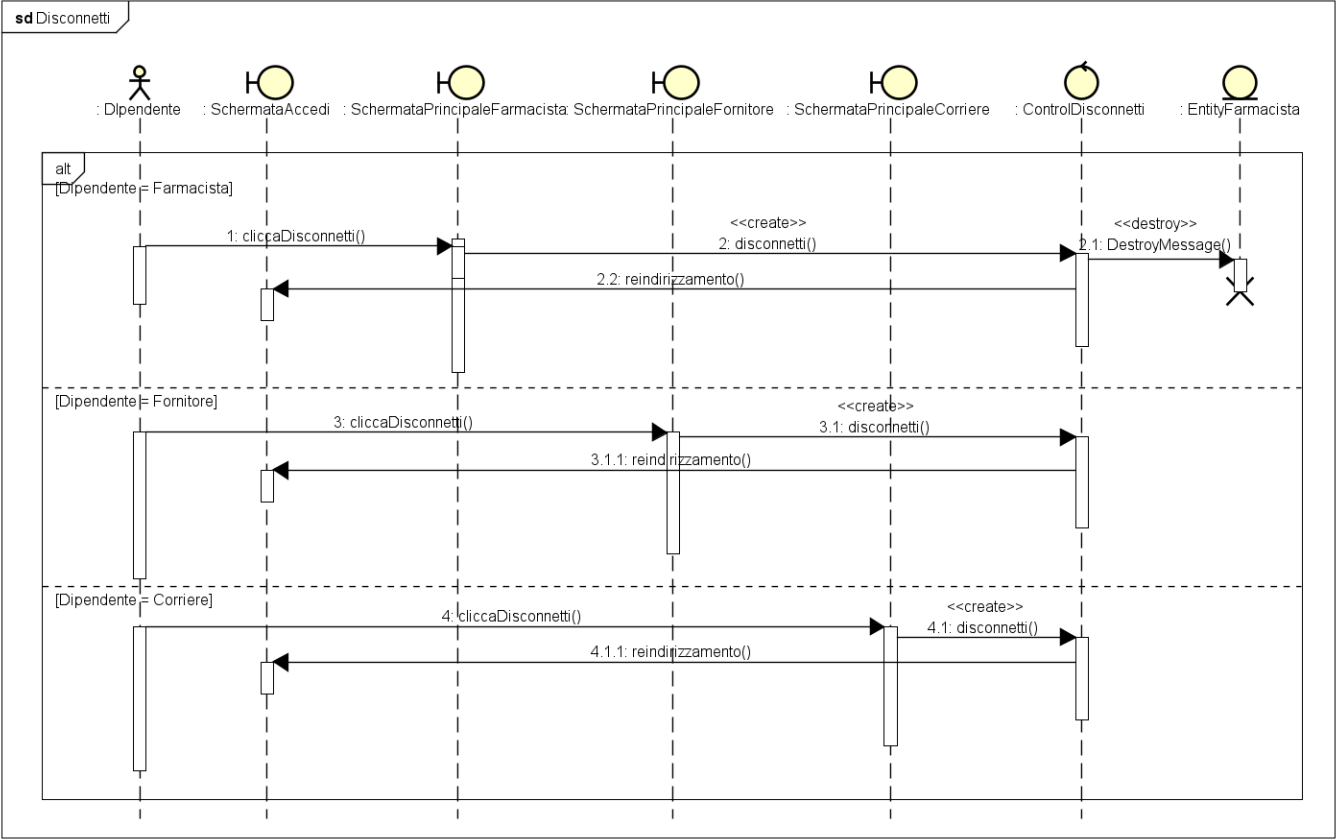 sd Disconnetti
: DIpendente
: SchermataAccedi
: SchermataPrincipaleFarmacista
: SchermataPrincipaleFornitore
: SchermataPrincipaleCorriere
: ControlDisconnetti
: EntityFarmacista
alt
[Dipendente = Farmacista]
<<create>>
<<destroy>>
1: cliccaDisconnetti()
2: disconnetti()
2.1: DestroyMessage()
2.2: reindirizzamento()
[Dipendente = Fornitore]
<<create>>
3: cliccaDisconnetti()
3.1: disconnetti()
3.1.1: reindirizzamento()
[Dipendente = Corriere]
<<create>>
4: cliccaDisconnetti()
4.1: disconnetti()
4.1.1: reindirizzamento()